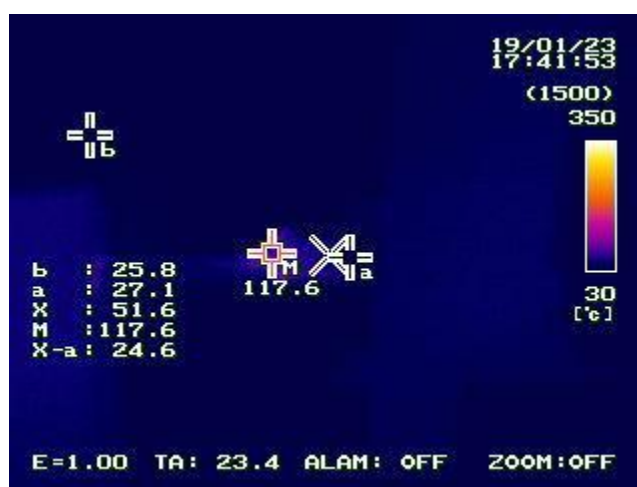 19/01/23
17:41:53
(1500)
350
b
M
a
117.6
b : 25.8
a : 27.1
X : 51.6
M :117.6
X-a: 24.6
30
[°c]
E=1.00 TA: 23.4 ALAM: OFF ZOOM:OFF